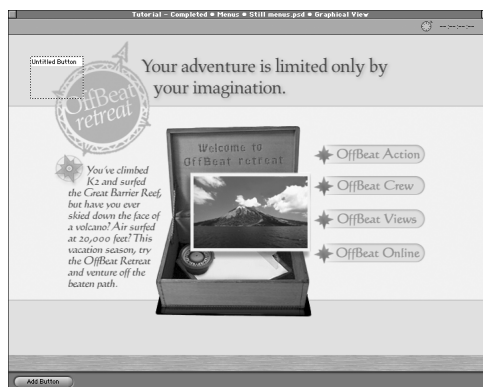 Tutorial - Completed • Menus • Still menus.psd • Graphical View
--:--:--
Untitled Button
OffBeat
retreat
Your adventure is limited only by
your imagination.
Welcome to
OffBeat retreat
You've climbed
K2 and surfed
the Great Barrier Reef,
but have you ever
skied down the face of
a volcano? Air surfed
at 20,000 feet? This
vacation season, try
the OffBeat Retreat
and venture off the
beaten path.
OffBeat Action
OffBeat Crew
OffBeat Views
OffBeat Online
Add Button